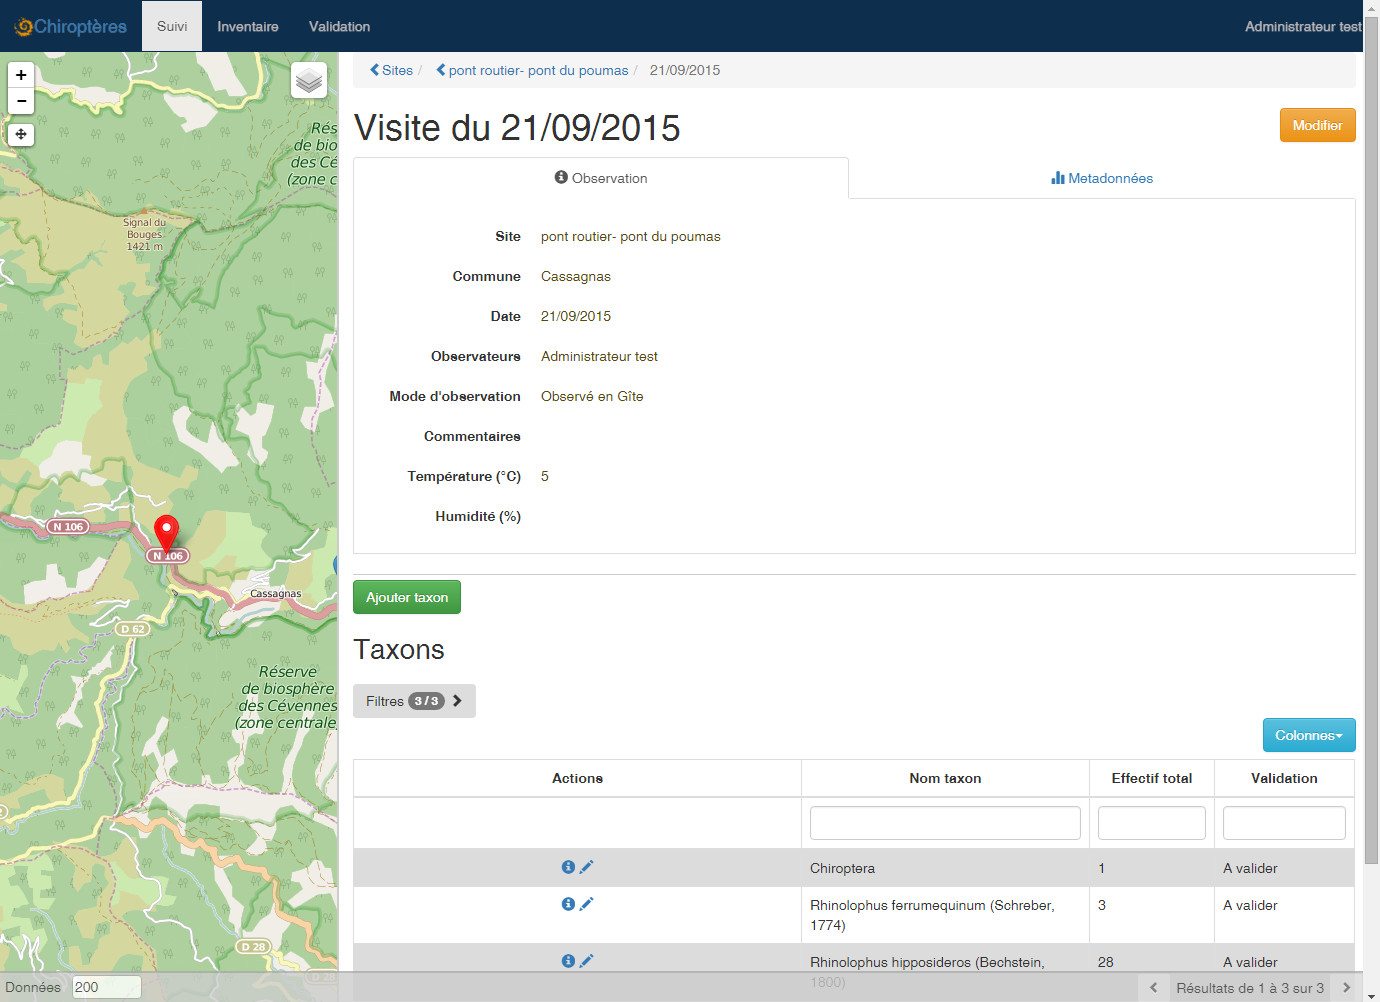 Chiroptères
Suivi
Inventaire
Validation
Administrateur test
Sites / pont routier- pont du poumas / 21/09/2015
Visite du 21/09/2015
Modifier
Observation
Metadonnées
Site pont routier- pont du poumas
Commune Cassagnas
Date 21/09/2015
Observateurs Administrateur test
Mode d'observation Observé en Gîte
Commentaires
Température (°C) 5
Humidité (%)
Ajouter taxon
Taxons
Filtres 3 / 3
Colonnes
Actions Nom taxon Effectif total Validation
Chiroptera 1 A valider
Rhinolophus ferrumequinum (Schreber, 3 A valider
1774)
Rhinolophus hipposideros (Bechstein, 28 A valider
1800)
Données 200
Résultats de 1 à 3 sur 3
+
-
Rés
de bio
des Cé
(zone c
Signal du
Bouges
1421 m
N 106
N 106
Cassagnas
D 62
Réserve
de biosphère
des Cévennes
(zone centrale
D 28